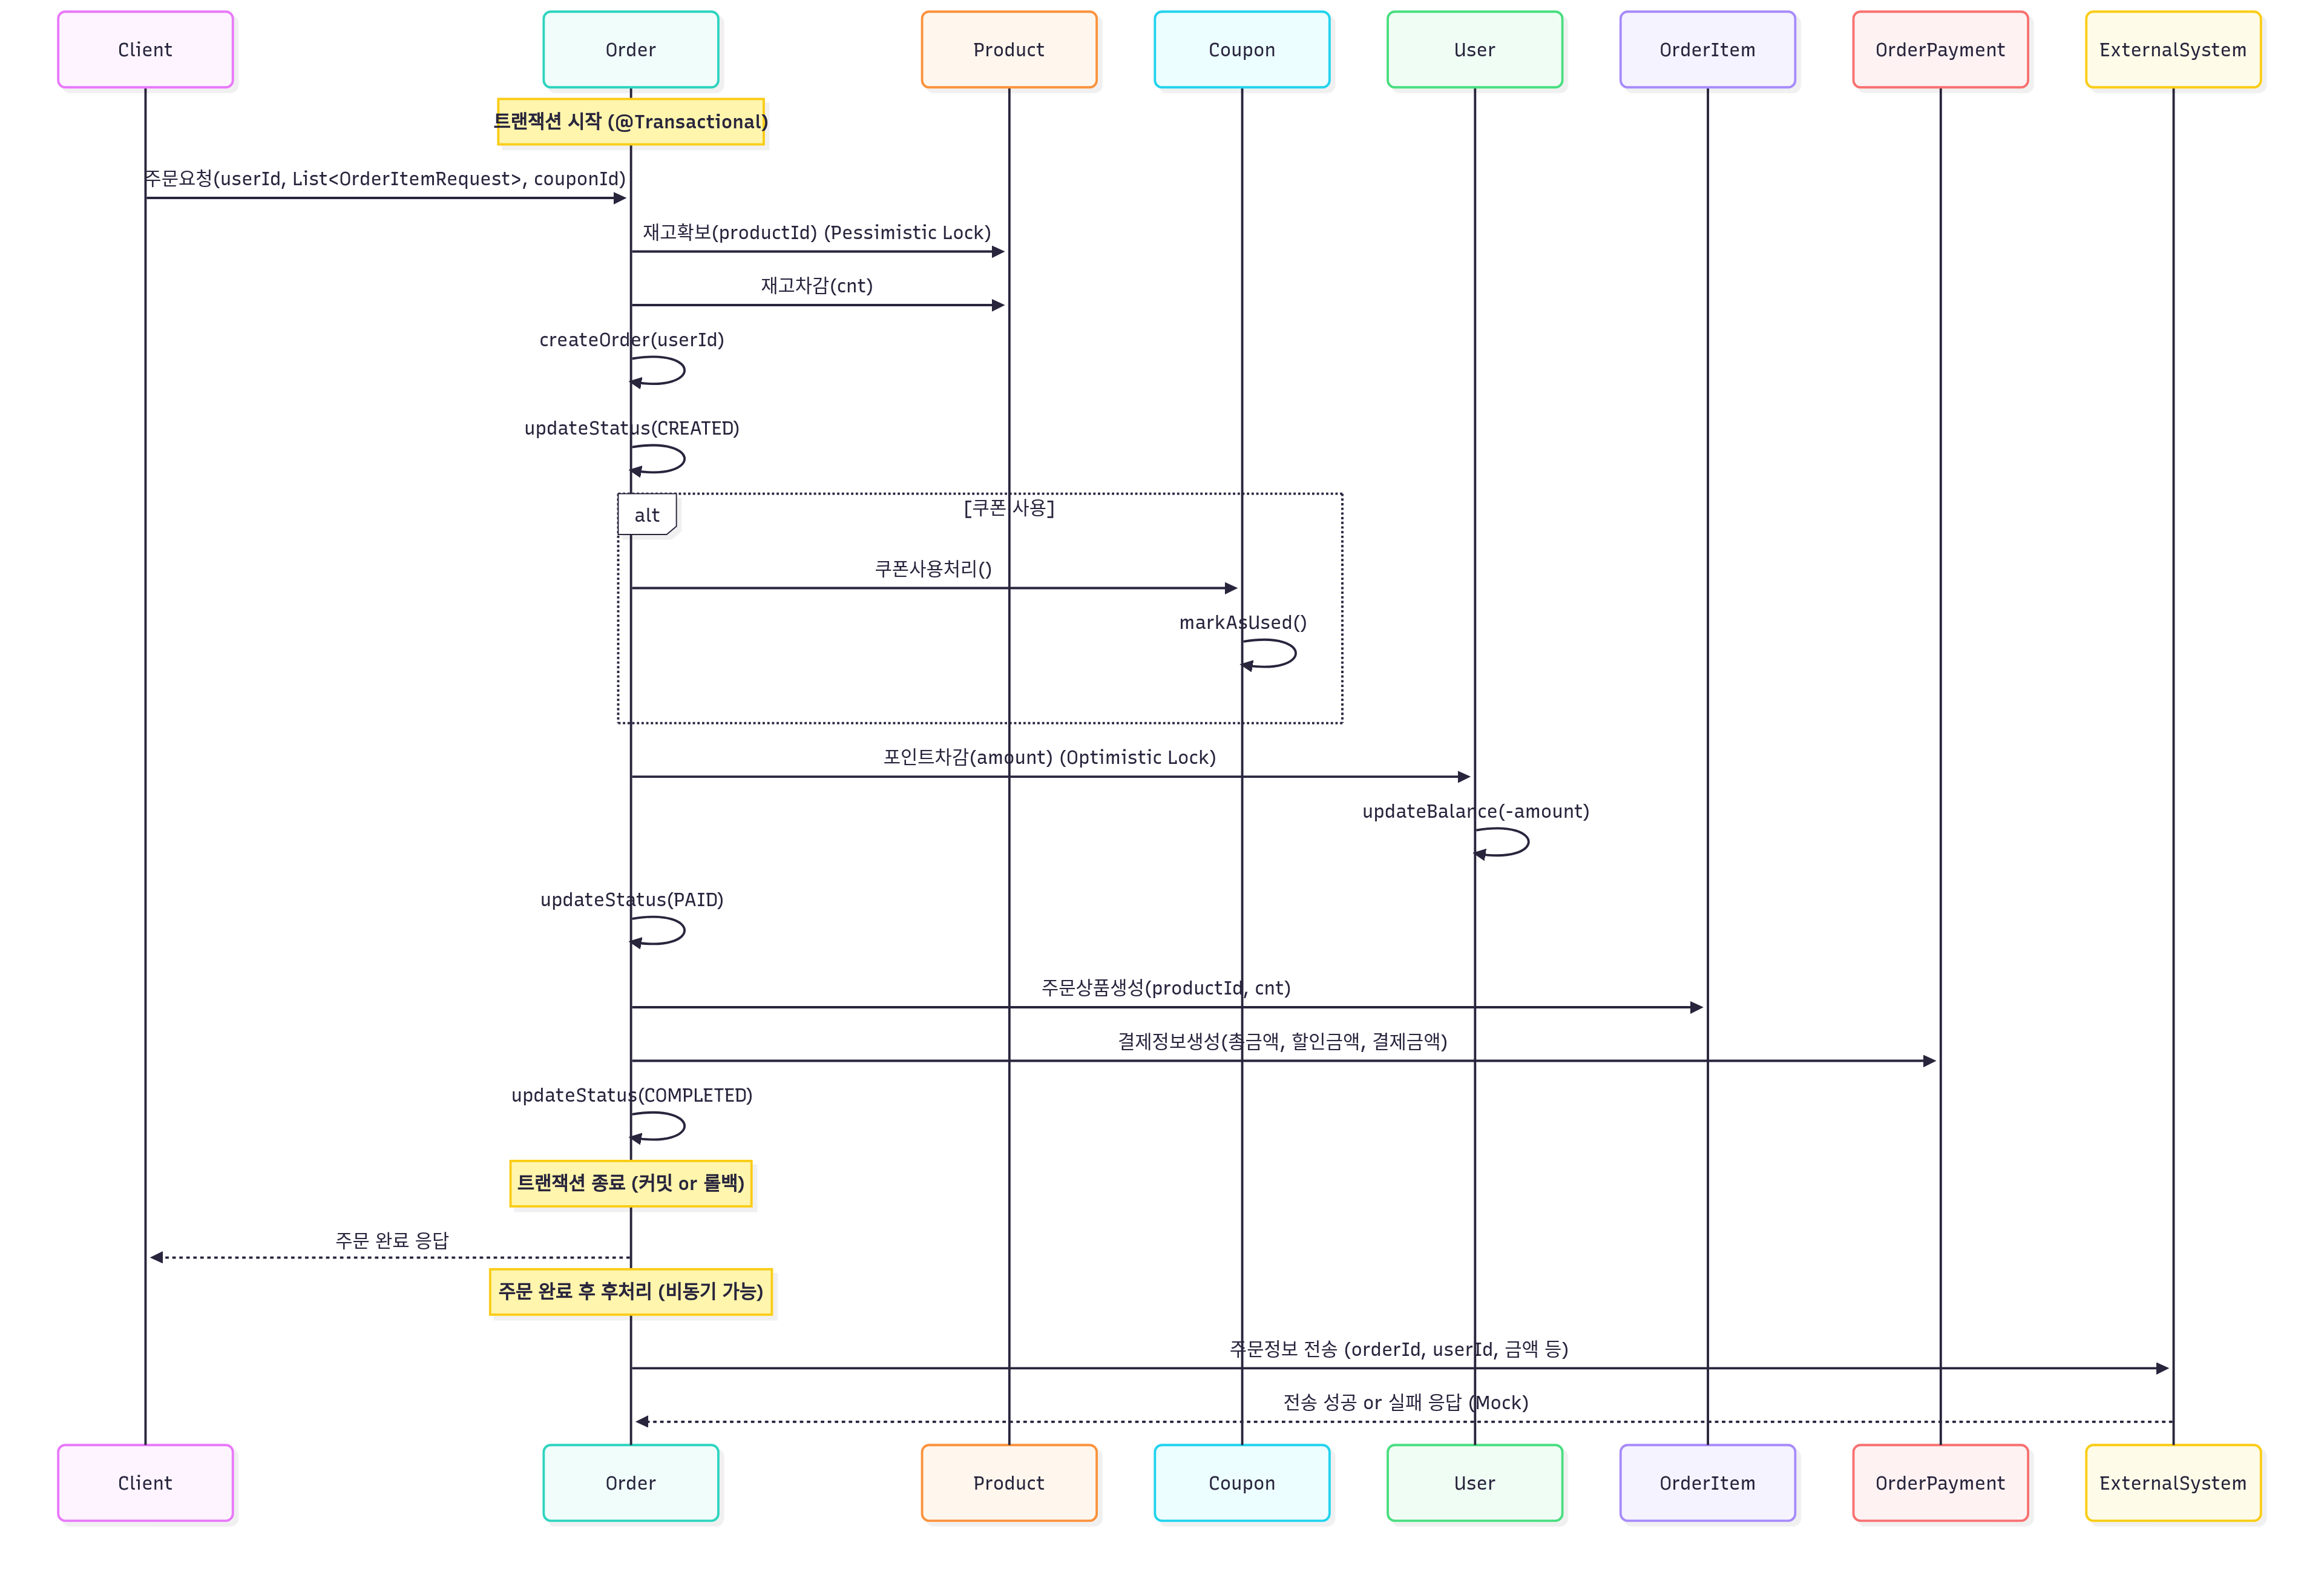 Client
Order
Product
Coupon
User
OrderItem
OrderPayment
ExternalSystem
트랜잭션 시작 (@Transactional)
주문요청(userId, List<OrderItemRequest>, couponId)
재고확보(productId) (Pessimistic Lock)
재고차감(cnt)
createOrder(userId)
updateStatus(CREATED)
alt
[쿠폰 사용]
쿠폰사용처리()
markAsUsed()
포인트차감(amount) (Optimistic Lock)
updateBalance(-amount)
updateStatus(PAID)
주문상품생성(productId, cnt)
결제정보생성(총금액, 할인금액, 결제금액)
updateStatus(COMPLETED)
트랜잭션 종료 (커밋 or 롤백)
주문 완료 응답
주문 완료 후 후처리 (비동기 가능)
주문정보 전송 (orderId, userId, 금액 등)
전송 성공 or 실패 응답 (Mock)
Client
Order
Product
Coupon
User
OrderItem
OrderPayment
ExternalSystem